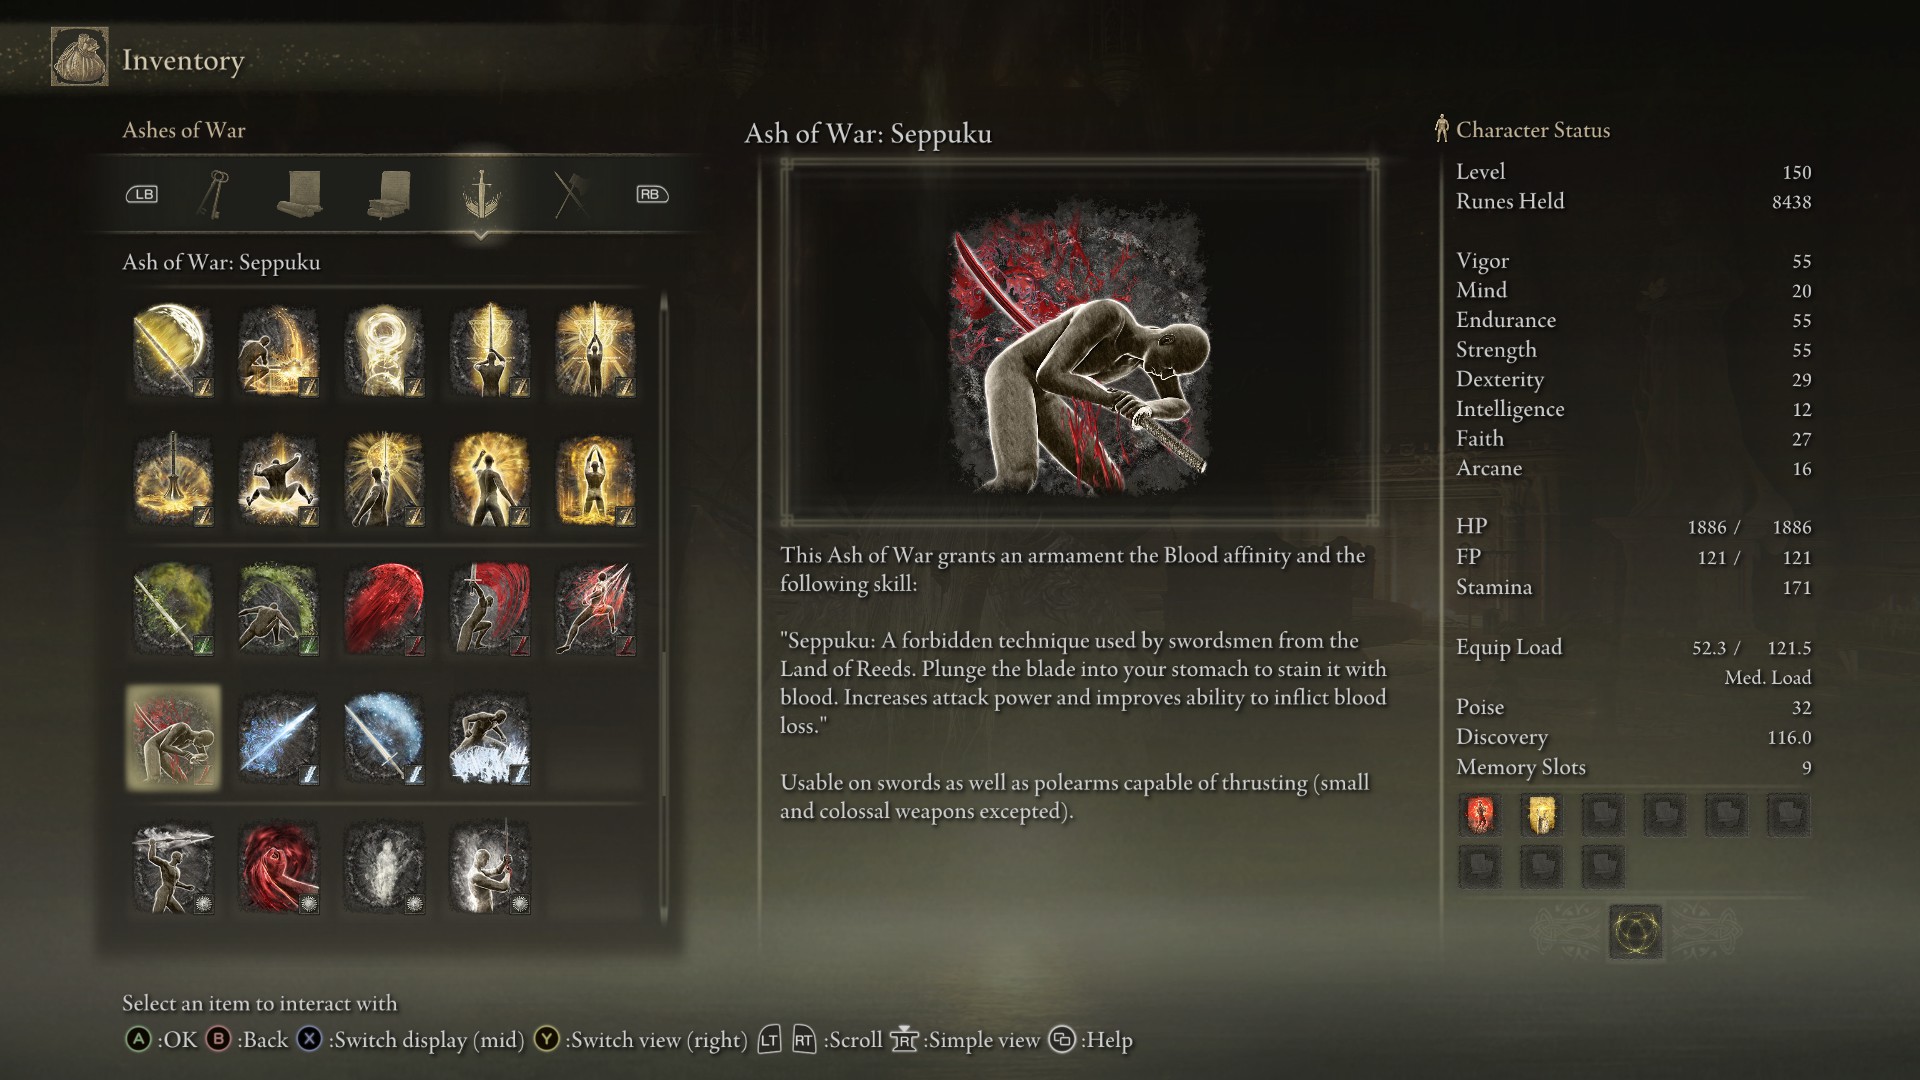 Inventory
Ashes of War
LB
RB
Ash of War: Seppuku
Ash of War: Seppuku
This Ash of War grants an armament the Blood affinity and the
following skill:
"Seppuku: A forbidden technique used by swordsmen from the
Land of Reeds. Plunge the blade into your stomach to stain it with
blood. Increases attack power and improves ability to inflict blood
loss."
Usable on swords as well as polearms capable of thrusting (small
and colossal weapons excepted).
Character Status
Level 150
Runes Held 8438
Vigor 55
Mind 20
Endurance 55
Strength 55
Dexterity 29
Intelligence 12
Faith 27
Arcane 16
HP 1886 / 1886
FP 121 / 121
Stamina 171
Equip Load 52.3 / 121.5
Med. Load
Poise 32
Discovery 116.0
Memory Slots 9
Select an item to interact with
A :OK B :Back X :Switch display (mid) Y :Switch view (right) LT RT :Scroll R :Simple view :Help